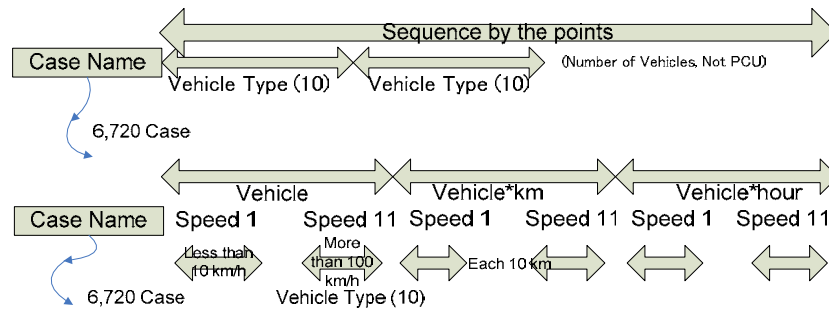 Sequence by the points
Case Name
Vehicle Type (10)
Vehicle Type (10)
(Number of Vehicles, Not PCU)
6,720 Case
Vehicle
Vehicle*km
Vehicle*hour
Case Name
Speed 1
Speed 11
Speed 1
Speed 11
Speed 1
Speed 11
Less than
10 km/h
More
than 100
km/h
Each 10 km
6,720 Case
Vehicle Type (10)